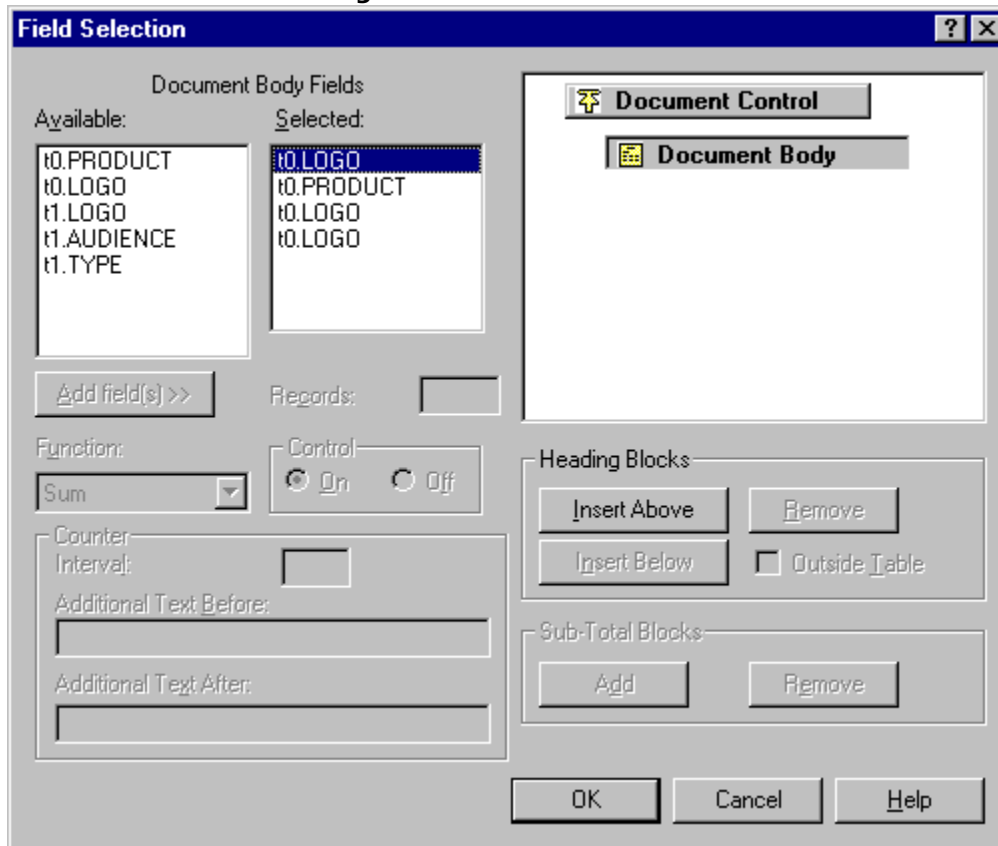 Field Selection
Document Body Fields
Available:
Selected:
t0.PRODUCT
t0.LOGO
t1.LOGO
t1.AUDIENCE
t1.TYPE
t0.LOGO
t0.PRODUCT
t0.LOGO
t0.LOGO
Document Control
Document Body
Add field(s) >>
Records:
Function:
Sum
Control
On
Off
Counter
Interval:
Additional Text Before:
Additional Text After:
Heading Blocks
Insert Above
Remove
Insert Below
Outside Table
Sub-Total Blocks
Add
Remove
OK
Cancel
Help